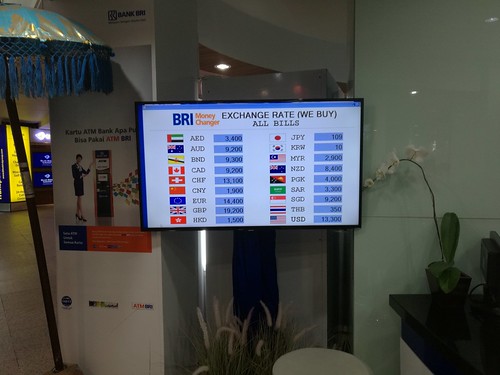 BANK BRI
BRI Money Changer
EXCHANGE RATE (WE BUY)
ALL BILLS
AED 3,400
AUD 9,200
BND 9,300
CAD 9,200
CHF 13,100
CNY 1,900
EUR 14,400
GBP 19,200
HKD 1,500
JPY 109
KRW 10
MYR 2,900
NZD 8,400
PGK 4,000
SAR 3,300
SGD 9,200
THB 350
USD 13,300
Kartu ATM Bank Apa Pu
Bisa Pakai ATM BRI
ATM BRI